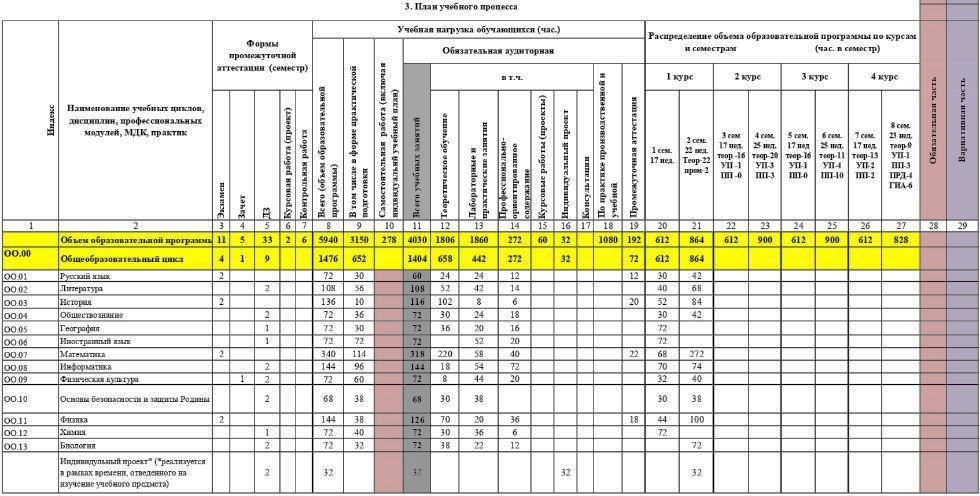 3. План учебного процесса
Индекс
Наименование учебных циклов, дисциплин, профессиональных модулей, МДК, практик
Формы промежуточной аттестации (семестр)
Учебная нагрузка обучающихся (час.)
Распределение объема образовательной программы по курсам и семестрам (час. в семестр)
Обязательная часть
Вариативная часть
Обязательная аудиторная
в т.ч.
1 курс 2 курс 3 курс 4 курс
Экзамен
Зачет
ДЗ
Курсовая работа (проект)
Контрольная работа
Всего (объем образовательной программы)
В том числе в форме практической подготовки
Самостоятельная работа (включая индивидуальный учебный план)
Всего учебных занятий
Теоретическое обучение
Лабораторные и практические занятия
Профессионально-ориентированное содержание
Курсовые работы (проекты)
Индивидуальный проект
Консультации
По практике производственной и учебной
Промежуточная аттестация
1 сем. 17 нед.
2 сем. 22 нед Теор-22 пром-2
3 сем 17 нед. теор -16 УП -1 ПП -0
4 сем. 25 нед. теор-20 УП-3 ПП-3
5 сем. 17 нед теор-16 УП-1 ПП-0
6 сем. 25 нед. теор-11 УП-4 ПП-10
7 сем. 17 нед. теор-13 УП-2 ПП-2
8 сем. 23 нед. теор-9 УП-1 ПП-3 ПРД-4 ГИА-6
1 2 3 4 5 6 7 8 9 10 11 12 13 14 15 16 17 18 19 20 21 22 23 24 25 26 27 28 29
Объем образовательной программы 11 5 33 2 6 5940 3150 278 4030 1806 1860 272 60 32 1080 192 612 864 612 900 612 900 612 828
ОО.00 Общеобразовательный цикл 4 1 9 1476 652 1404 658 442 272 32 72 612 864
ОО.01 Русский язык 2 72 30 60 24 24 12 12 30 42
ОО.02 Литература 2 108 56 108 52 42 14 40 68
ОО.03 История 2 136 10 116 102 8 6 20 52 84
ОО.04 Обществознание 2 72 36 72 30 24 18 30 42
ОО.05 География 1 72 30 72 36 20 16 72
ОО.06 Иностранный язык 1 72 72 72 52 20 72
ОО.07 Математика 2 340 114 318 220 58 40 22 68 272
ОО.08 Информатика 2 144 96 144 18 54 72 70 74
ОО.09 Физическая культура 1 2 72 60 72 8 44 20 32 40
ОО.10 Основы безопасности и защиты Родины 2 68 38 68 30 38 30 38
ОО.11 Физика 2 144 38 126 70 20 36 18 44 100
ОО.12 Химия 1 72 40 72 30 36 6 72
ОО.13 Биология 2 72 32 72 38 22 12 72
Индивидульный проект* (*реализуется
в рамках времени, отведенного на 2 32 32 32 32
изучение учебного предмета)